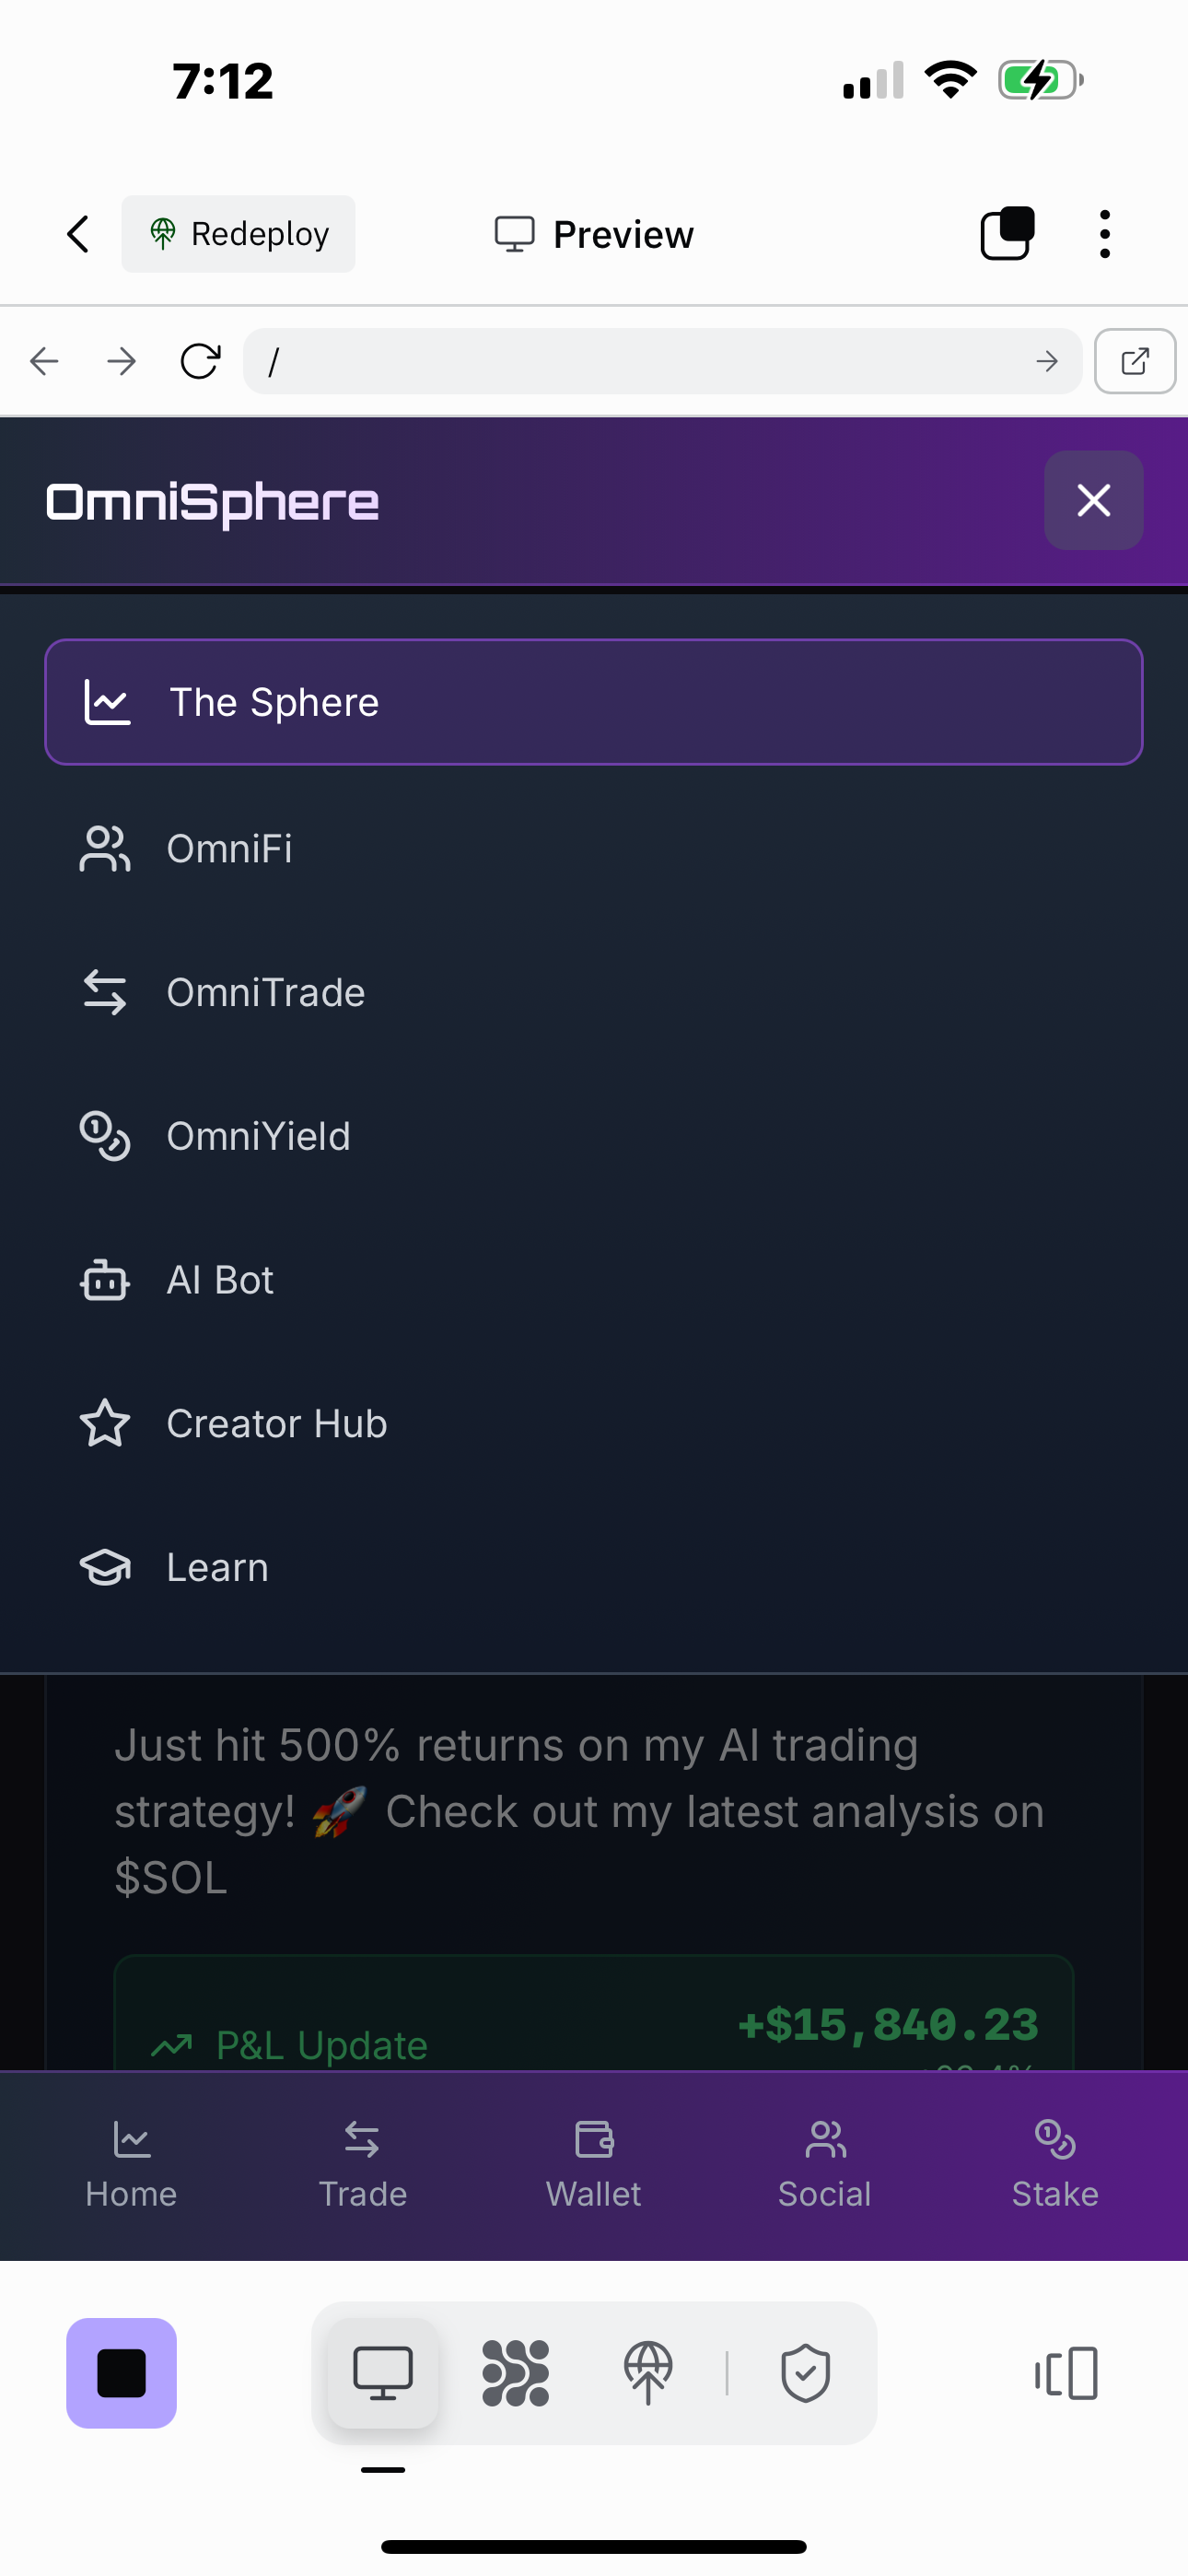 7:12
Redeploy
Preview
/
OmniSphere
The Sphere
OmniFi
OmniTrade
OmniYield
AI Bot
Creator Hub
Learn
Just hit 500% returns on my AI trading
strategy! 🚀 Check out my latest analysis on
$SOL
P&L Update
+$15,840.23
Home
Trade
Wallet
Social
Stake